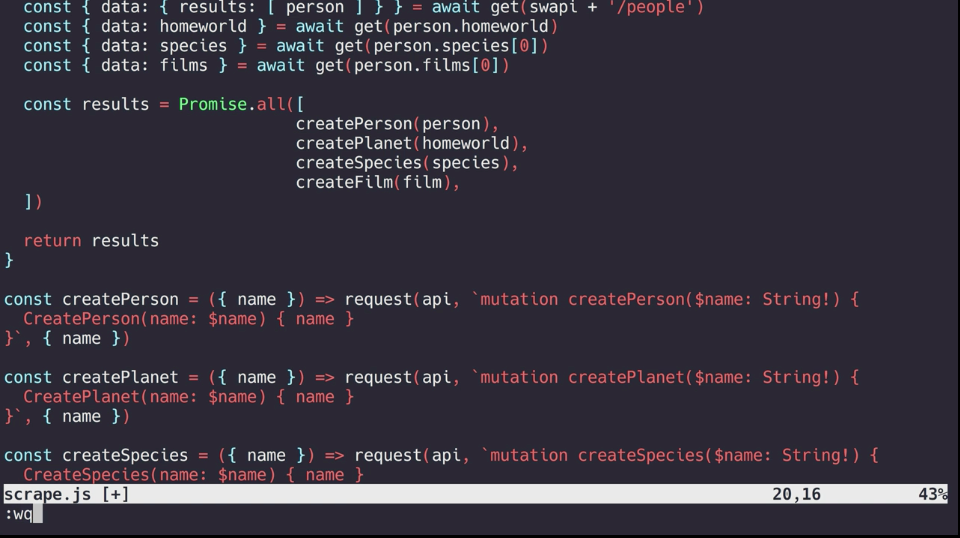 const { data: { results: [ person ] } } = await get(swapi + '/people')
const { data: homeworld } = await get(person.homeworld)
const { data: species } = await get(person.species[0])
const { data: films } = await get(person.films[0])
const results = Promise.all([
createPerson(person),
createPlanet(homeworld),
createSpecies(species),
createFilm(film),
])
return results
}
const createPerson = ({ name }) => request(api, `mutation createPerson($name: String!) {
CreatePerson(name: $name) { name }
}`, { name })
const createPlanet = ({ name }) => request(api, `mutation createPlanet($name: String!) {
CreatePlanet(name: $name) { name }
}`, { name })
const createSpecies = ({ name }) => request(api, `mutation createSpecies($name: String!) {
CreateSpecies(name: $name) { name }
scrape.js [+] 20,16 43%
:wq